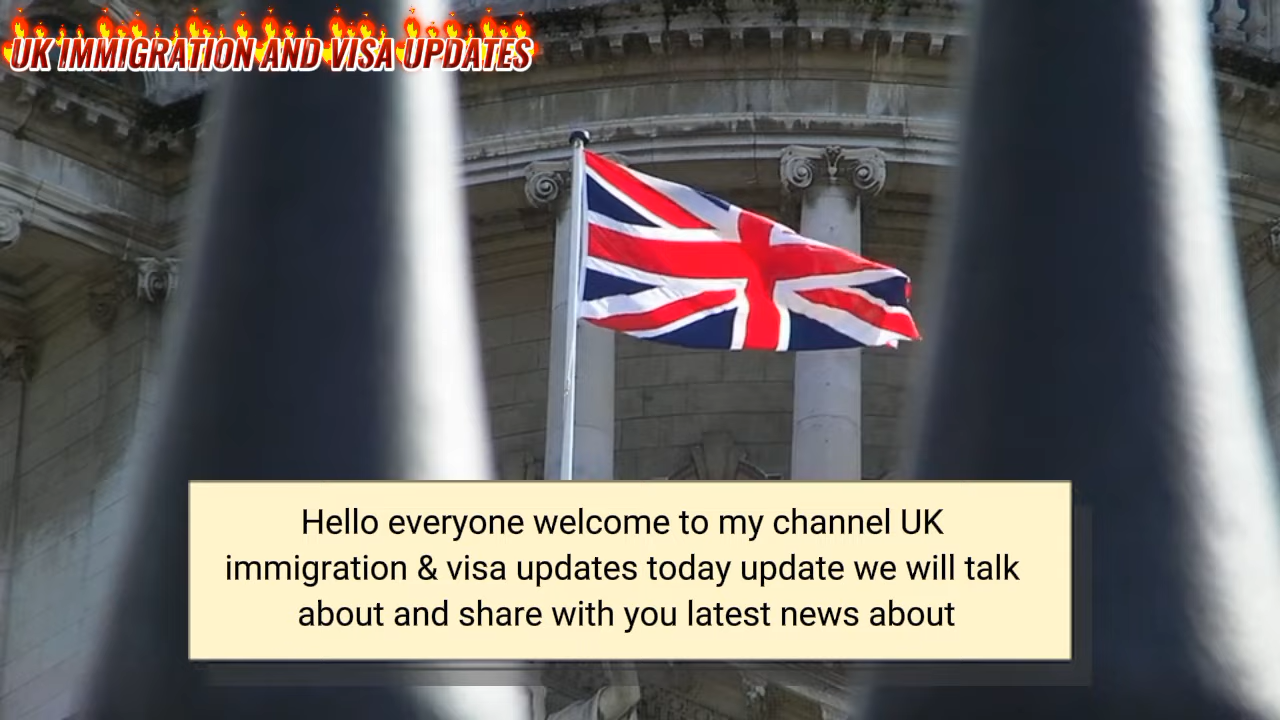 UK IMMIGRATION AND VISA UPDATES
Hello everyone welcome to my channel UK
immigration & visa updates today update we will talk
about and share with you latest news about